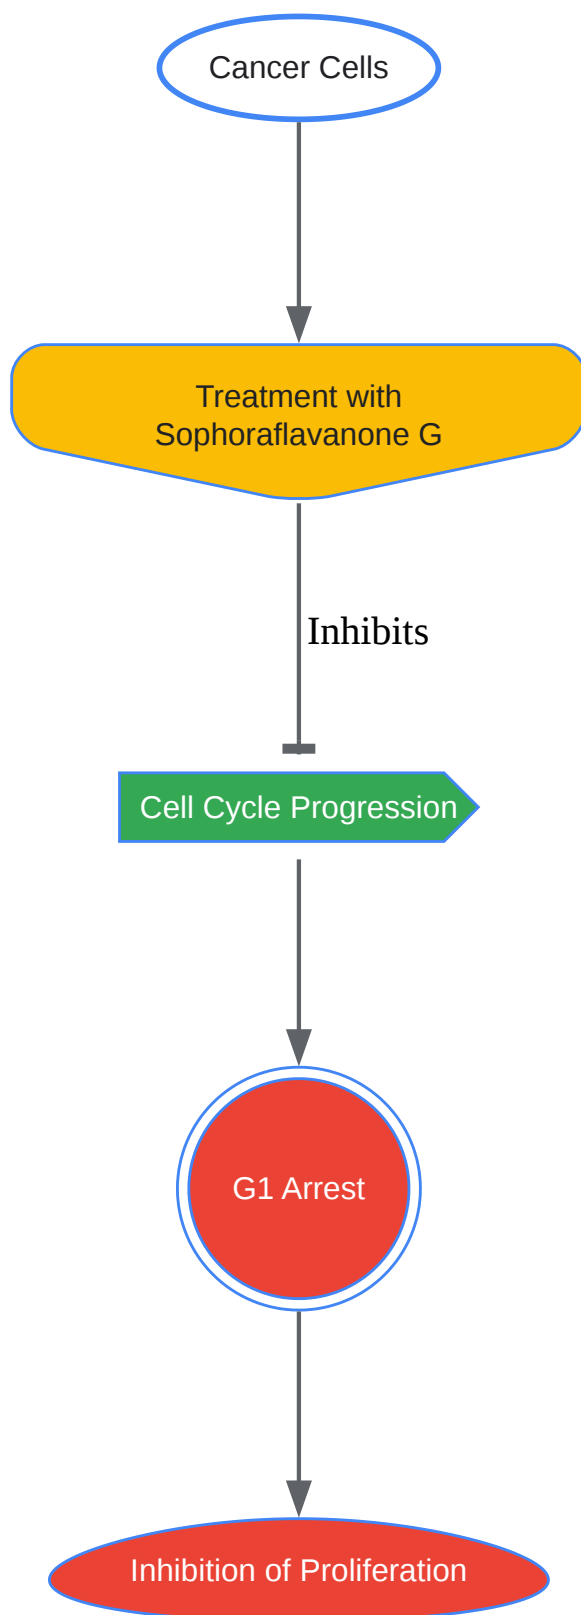 Cancer Cells
Treatment with
Sophoraflavanone G
Inhibits
Cell Cycle Progression
G1 Arrest
Inhibition of Proliferation